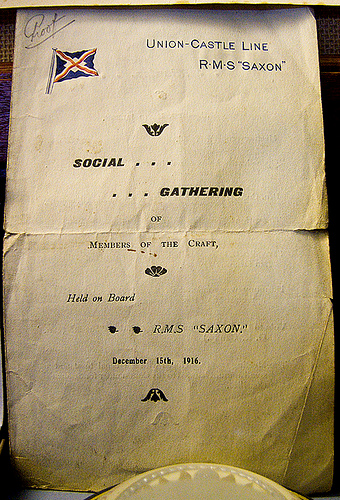 Proof
UNION-CASTLE LINE
R·M·S "SAXON"
SOCIAL . . .
. . . GATHERING
OF
MEMBERS OF THE CRAFT,
Held on Board
R.M.S "SAXON."
December 15th, 1916.